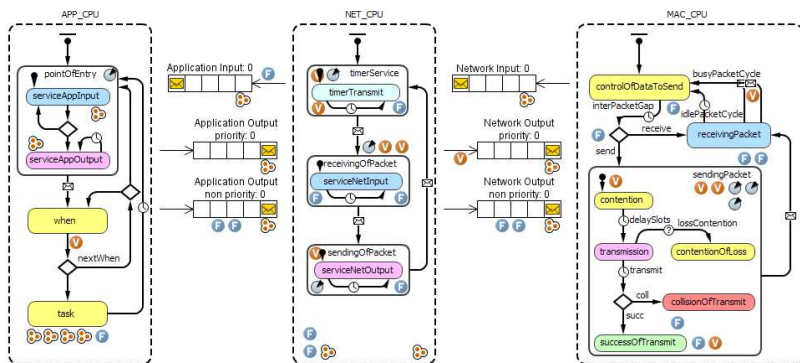 APP_CPU
NET_CPU
MAC_CPU
pointOfEntry
serviceAppInput
serviceAppOutput
when
V
nextWhen
task
F
Application Input: 0
F
Application Output
priority: 0
Application Output
non priority: 0
F F
timerService
timerTransmit
V F
V V
receivingOfPacket
serviceNetInput
F F
V sendingOfPacket
serviceNetOutput
F
F
F
Network Input: 0
Network Output
priority: 0
V
Network Output
non priority: 0
F F
controlOfDataToSend
busyPacketCycle
V V
interPacketGap
F
idlePacketCycle
F
receive
receivingPacket
send
F F
sendingPacket
V
V V
contention
F
delaySlots
lossContention
?
transmission
contentionOfLoss
transmit
coll
collisionOfTransmit
succ
F
successOfTransmit
F V